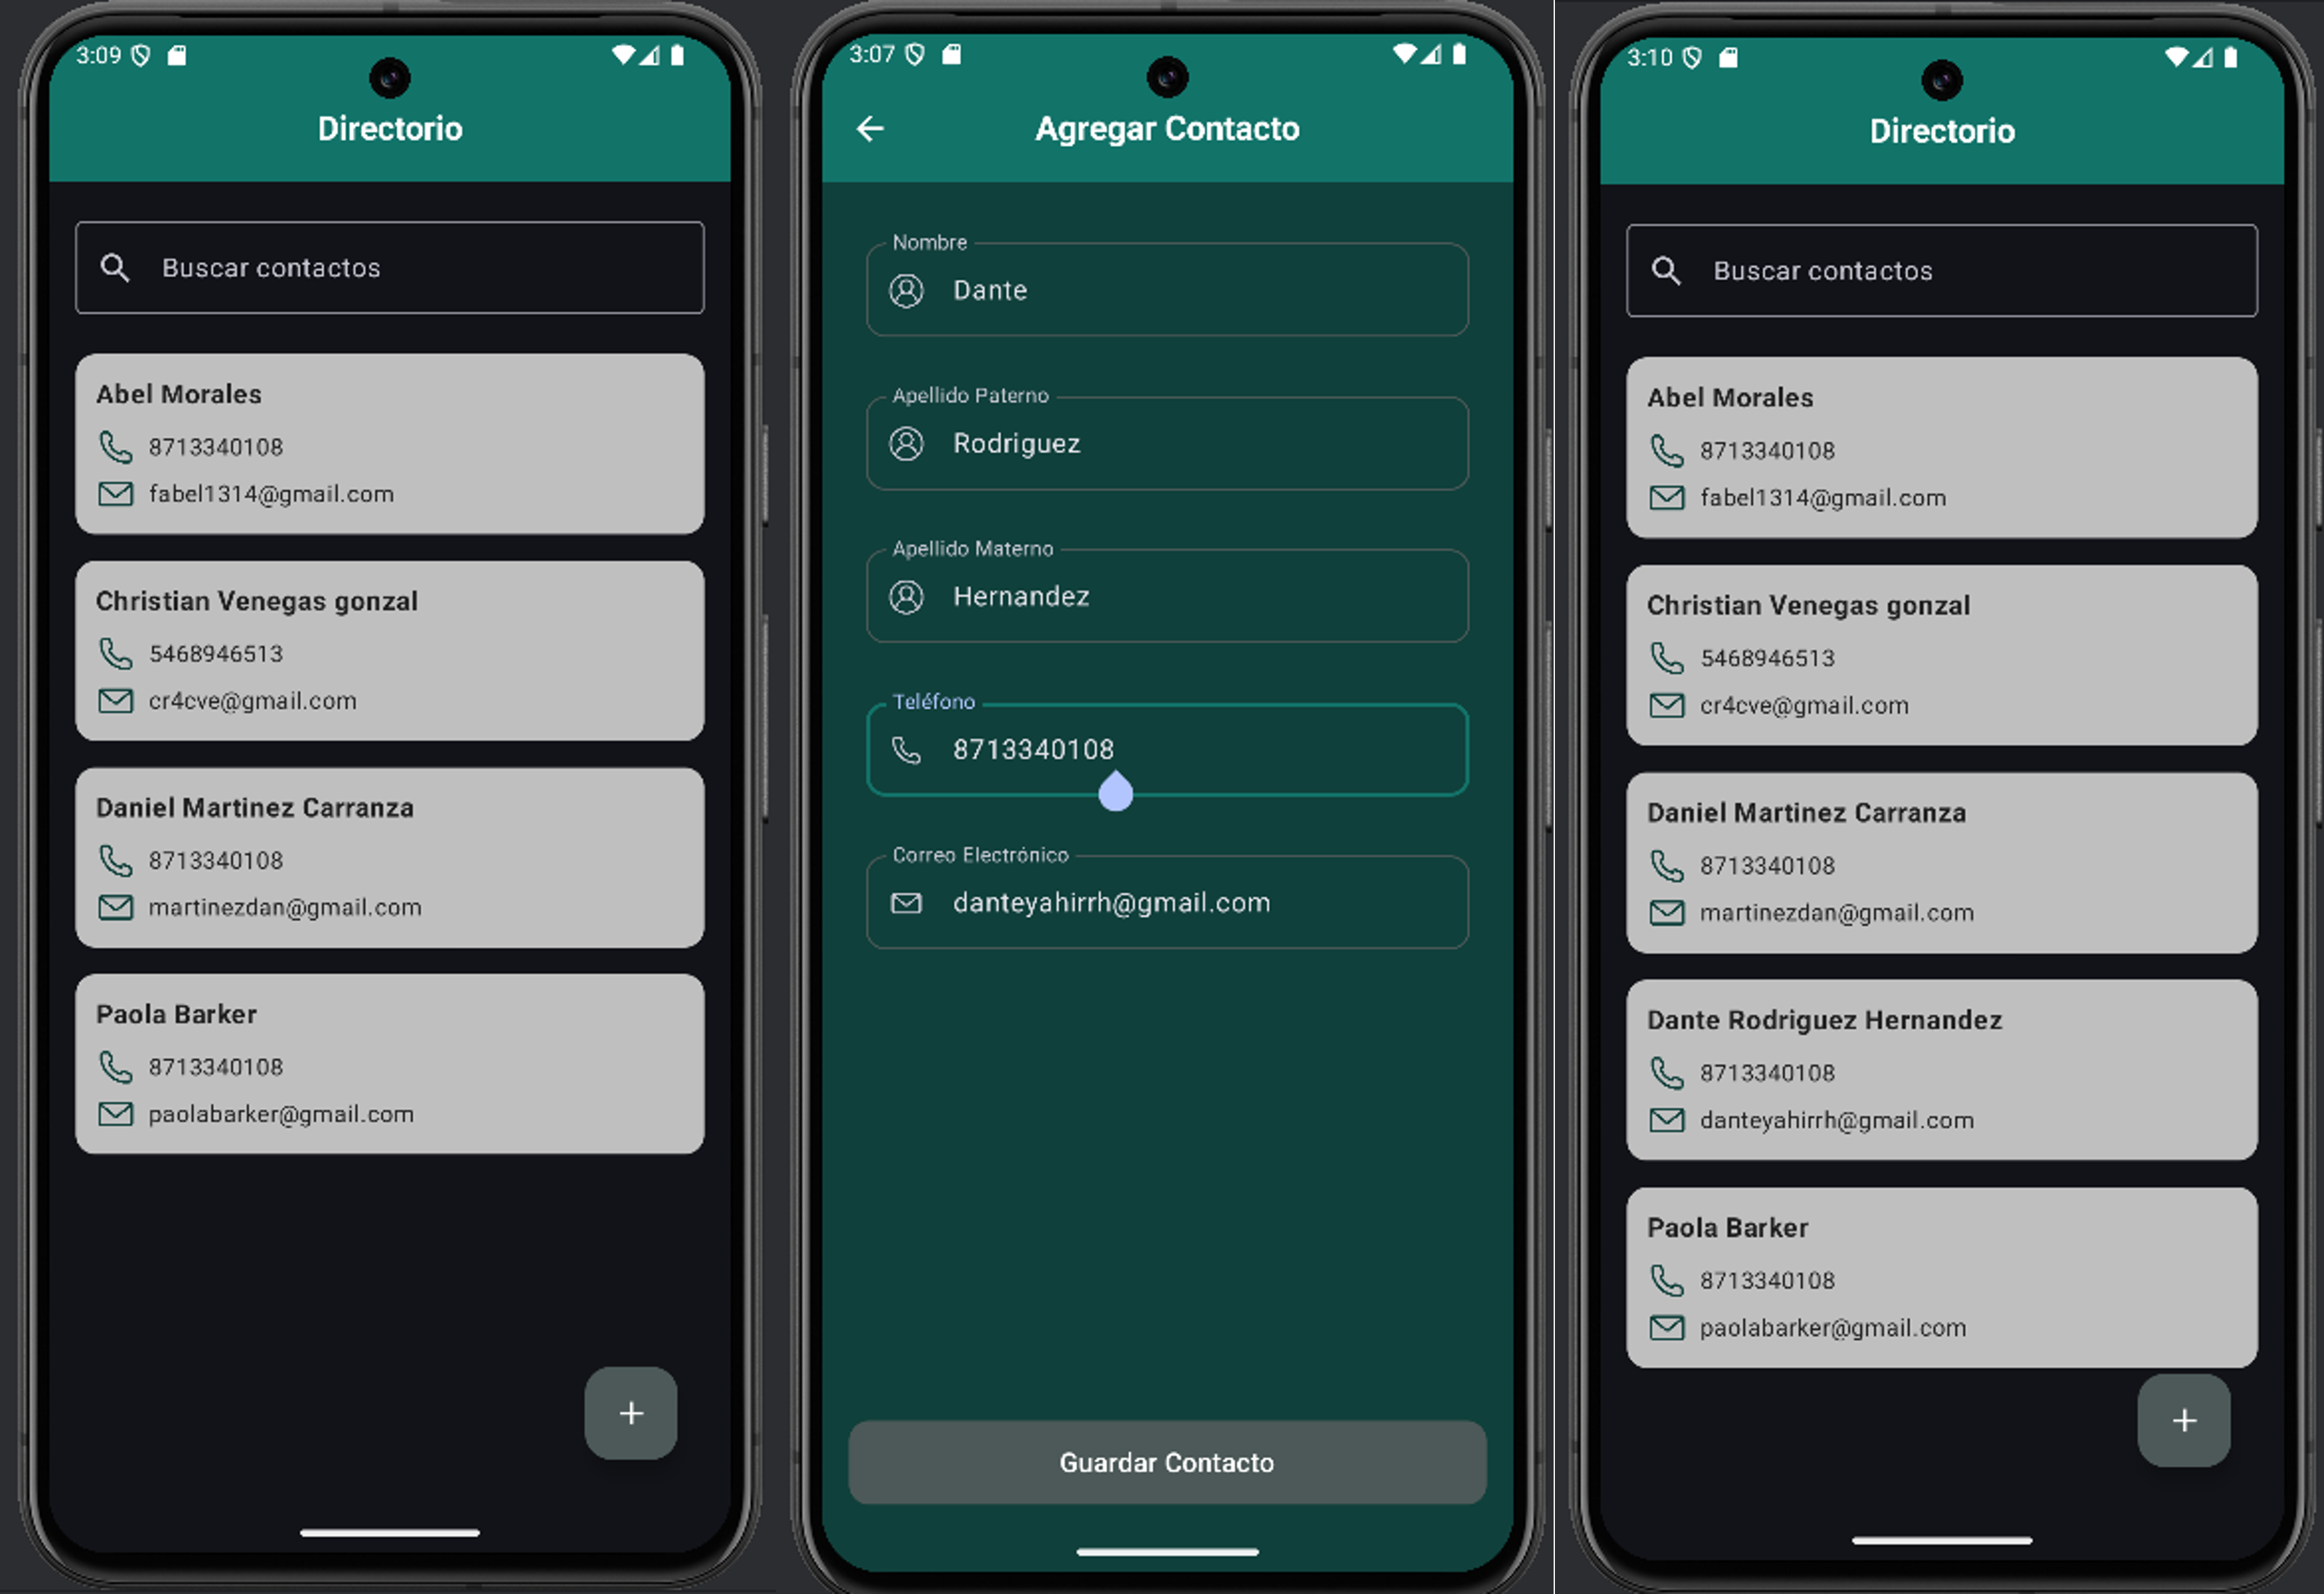 3:09
Directorio
Buscar contactos
Abel Morales
8713340108
fabel1314@gmail.com
Christian Venegas gonzal
5468946513
cr4cve@gmail.com
Daniel Martinez Carranza
8713340108
martinezdan@gmail.com
Paola Barker
8713340108
paolabarker@gmail.com
+
3:07
Agregar Contacto
Nombre
Dante
Apellido Paterno
Rodriguez
Apellido Materno
Hernandez
Teléfono
8713340108
Correo Electrónico
danteyahirrh@gmail.com
Guardar Contacto
3:10
Directorio
Buscar contactos
Abel Morales
8713340108
fabel1314@gmail.com
Christian Venegas gonzal
5468946513
cr4cve@gmail.com
Daniel Martinez Carranza
8713340108
martinezdan@gmail.com
Dante Rodriguez Hernandez
8713340108
danteyahirrh@gmail.com
Paola Barker
8713340108
paolabarker@gmail.com
+